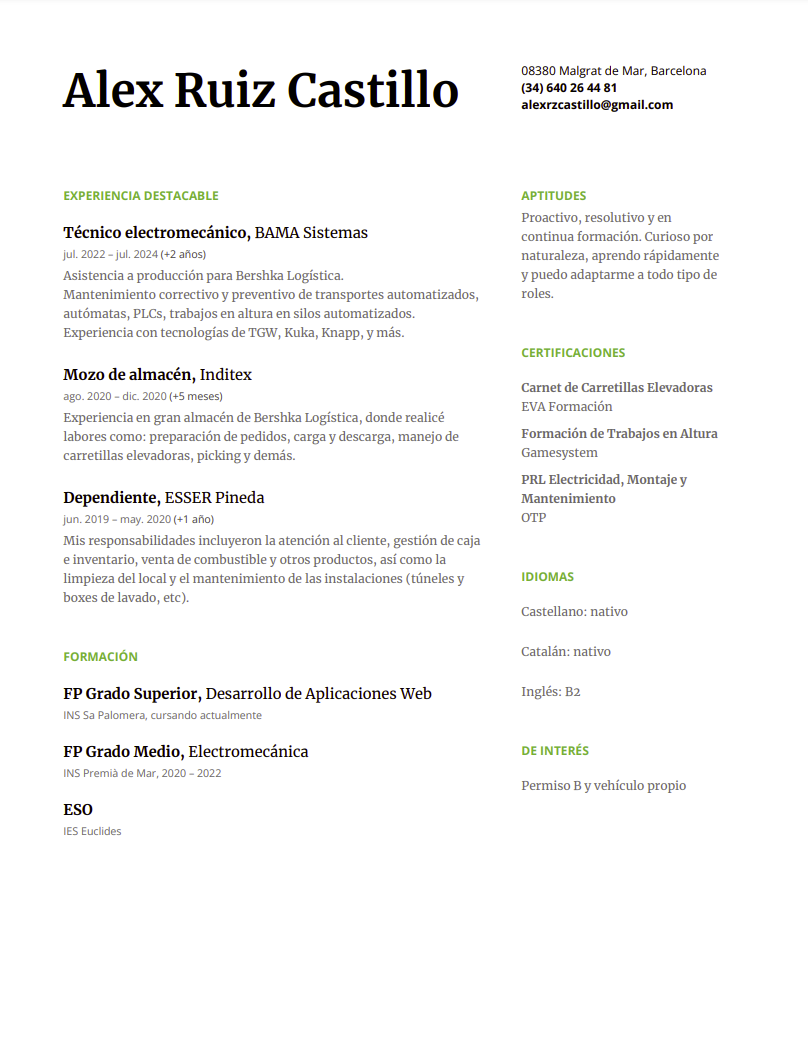 Alex Ruiz Castillo
08380 Malgrat de Mar, Barcelona
(34) 640 26 44 81
alexrzcastillo@gmail.com
EXPERIENCIA DESTACABLE
Técnico electromecánico, BAMA Sistemas
jul. 2022 – jul. 2024 (+2 años)
Asistencia a producción para Bershka Logística.
Mantenimiento correctivo y preventivo de transportes automatizados,
autómatas, PLCs, trabajos en altura en silos automatizados.
Experiencia con tecnologías de TGW, Kuka, Knapp, y más.
Mozo de almacén, Inditex
ago. 2020 – dic. 2020 (+5 meses)
Experiencia en gran almacén de Bershka Logística, donde realicé
labores como: preparación de pedidos, carga y descarga, manejo de
carretillas elevadoras, picking y demás.
Dependiente, ESSER Pineda
jun. 2019 – may. 2020 (+1 año)
Mis responsabilidades incluyeron la atención al cliente, gestión de caja
e inventario, venta de combustible y otros productos, así como la
limpieza del local y el mantenimiento de las instalaciones (túneles y
boxes de lavado, etc).
FORMACIÓN
FP Grado Superior, Desarrollo de Aplicaciones Web
INS Sa Palomera, cursando actualmente
FP Grado Medio, Electromecánica
INS Premià de Mar, 2020 – 2022
ESO
IES Euclides
APTITUDES
Proactivo, resolutivo y en
continua formación. Curioso por
naturaleza, aprendo rápidamente
y puedo adaptarme a todo tipo de
roles.
CERTIFICACIONES
Carnet de Carretillas Elevadoras
EVA Formación
Formación de Trabajos en Altura
Gamesystem
PRL Electricidad, Montaje y
Mantenimiento
OTP
IDIOMAS
Castellano: nativo
Catalán: nativo
Inglés: B2
DE INTERÉS
Permiso B y vehículo propio